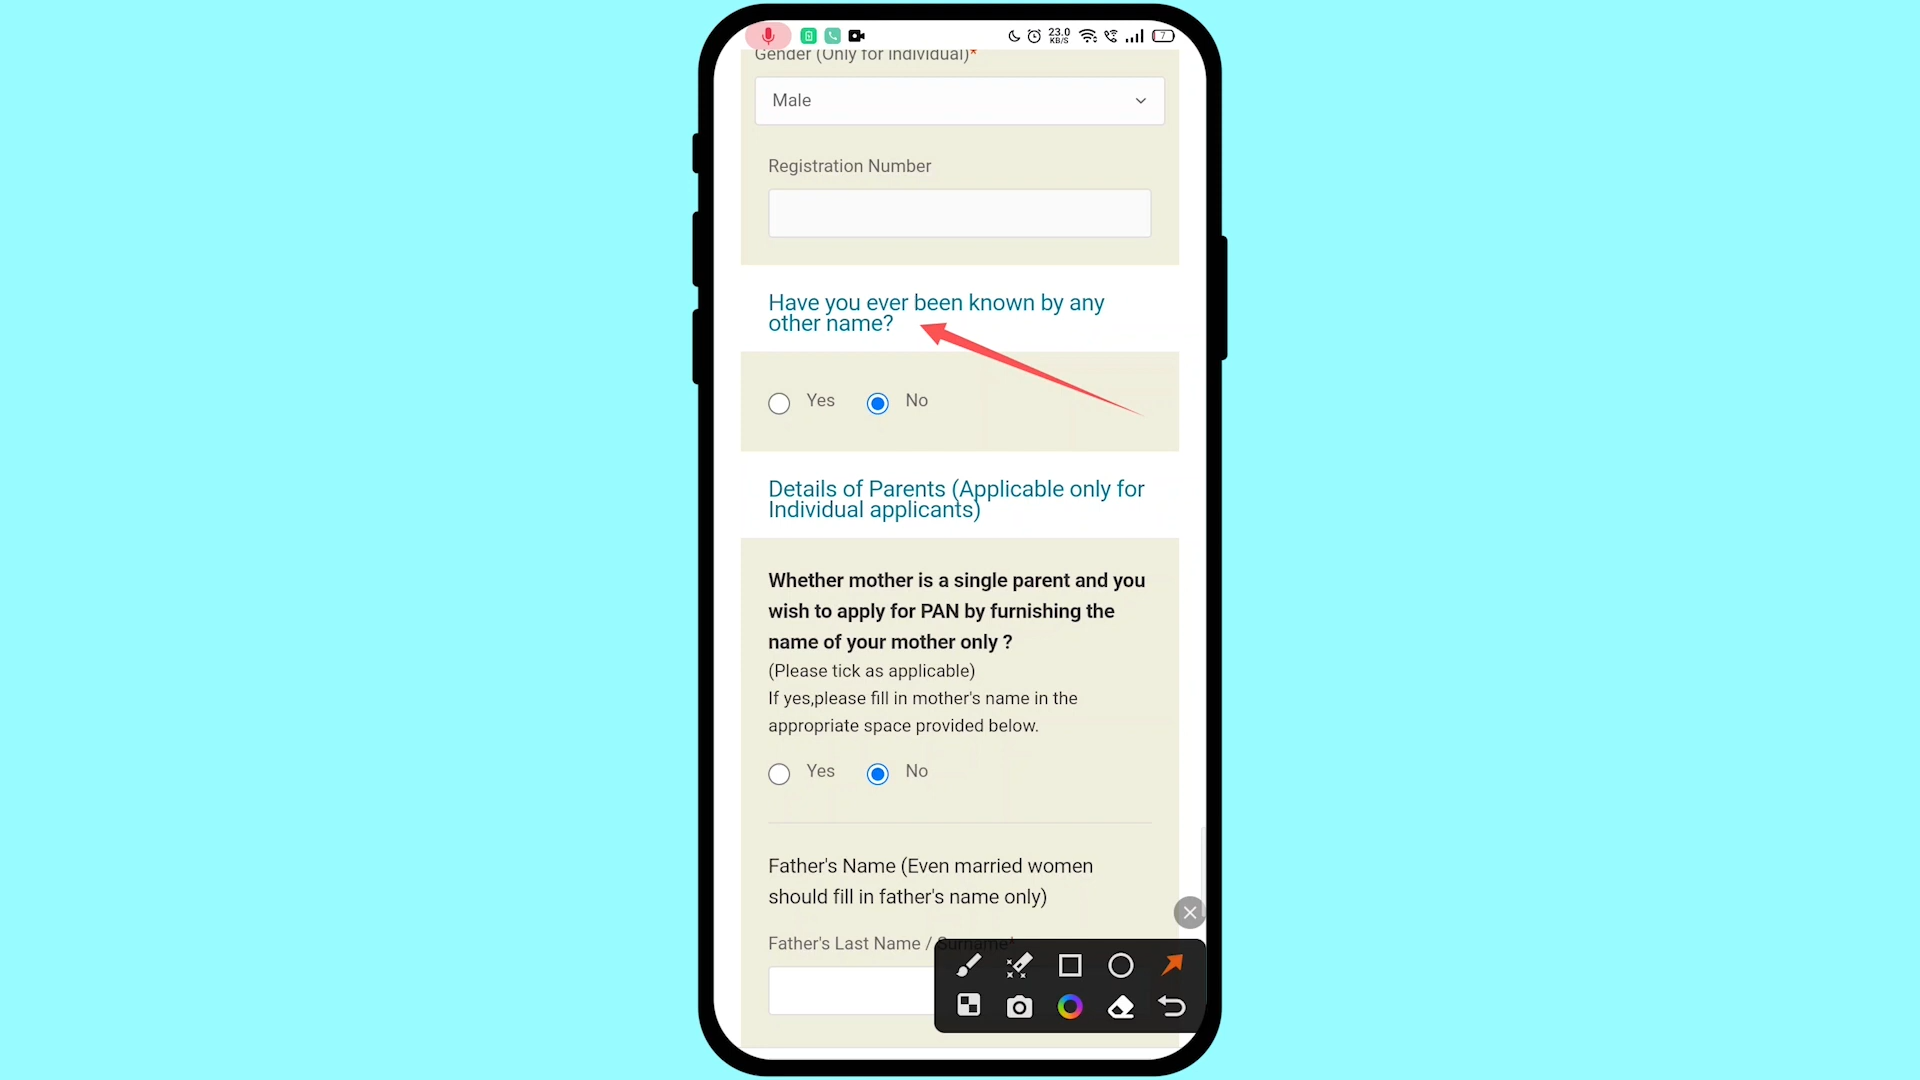 23.0
KB/S
7
Gender (Only for Individual)*
Male
Registration Number
Have you ever been known by any
other name?
Yes
No
Details of Parents (Applicable only for
Individual applicants)
Whether mother is a single parent and you
wish to apply for PAN by furnishing the
name of your mother only ?
(Please tick as applicable)
If yes,please fill in mother's name in the
appropriate space provided below.
Yes
No
Father's Name (Even married women
should fill in father's name only)
Father's Last Name / Surname*